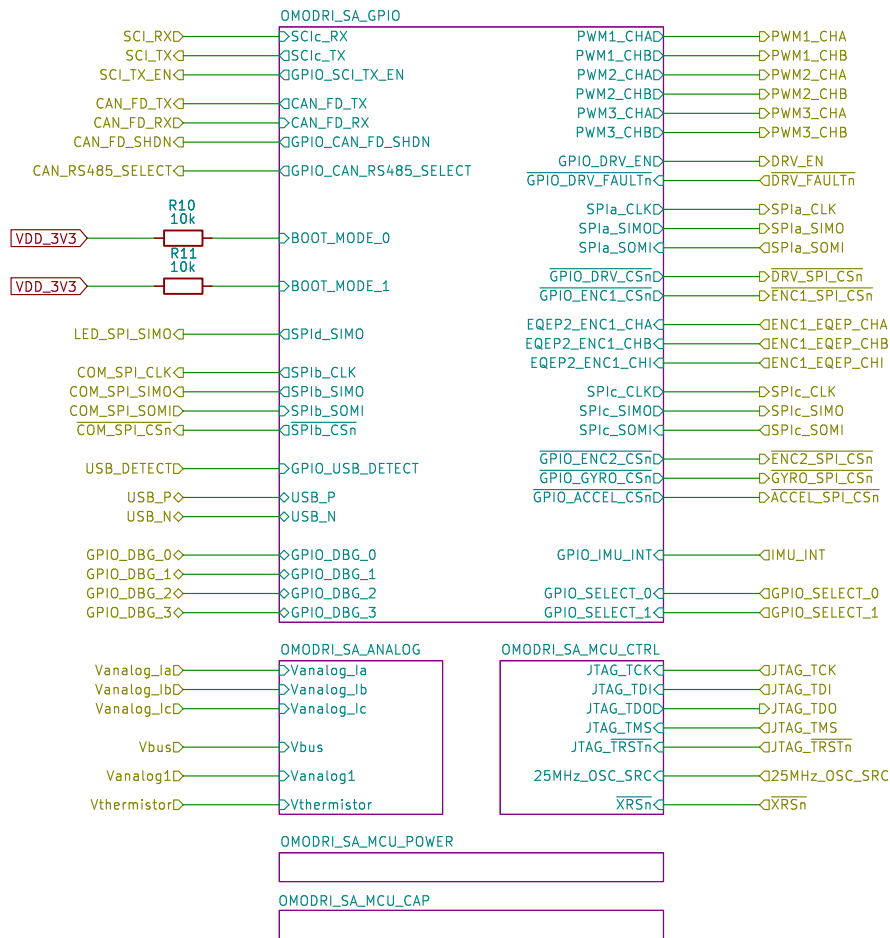 OMODRI_SA_GPIO
SCI_RX SCIc_RX PWM1_CHA PWM1_CHA
SCI_TX SCIc_TX PWM1_CHB PWM1_CHB
SCI_TX_EN GPIO_SCI_TX_EN PWM2_CHA PWM2_CHA
CAN_FD_TX CAN_FD_TX PWM2_CHB PWM2_CHB
CAN_FD_RX CAN_FD_RX PWM3_CHA PWM3_CHA
CAN_FD_SHDN GPIO_CAN_FD_SHDN PWM3_CHB PWM3_CHB
CAN_RS485_SELECT GPIO_CAN_RS485_SELECT GPIO_DRV_EN DRV_EN
GPIO_DRV_FAULTn DRV_FAULTn
R10
10k
SPIa_CLK SPIa_CLK
SPIa_SIMO SPIa_SIMO
VDD_3V3 BOOT_MODE_0 SPIa_SOMI SPIa_SOMI
R11
10k
GPIO_DRV_CSn DRV_SPI_CSn
VDD_3V3 BOOT_MODE_1 GPIO_ENC1_CSn ENC1_SPI_CSn
EQEP2_ENC1_CHA ENC1_EQEP_CHA
LED_SPI_SIMO SPId_SIMO EQEP2_ENC1_CHB ENC1_EQEP_CHB
EQEP2_ENC1_CHI ENC1_EQEP_CHI
COM_SPI_CLK SPIb_CLK
COM_SPI_SIMO SPIb_SIMO SPIc_CLK SPIc_CLK
COM_SPI_SOMI SPIb_SOMI SPIc_SIMO SPIc_SIMO
COM_SPI_CSn SPIb_CSn SPIc_SOMI SPIc_SOMI
GPIO_ENC2_CSn ENC2_SPI_CSn
USB_DETECT GPIO_USB_DETECT GPIO_GYRO_CSn GYRO_SPI_CSn
USB_P USB_P GPIO_ACCEL_CSn ACCEL_SPI_CSn
USB_N USB_N
GPIO_DBG_0 GPIO_DBG_0 GPIO_IMU_INT IMU_INT
GPIO_DBG_1 GPIO_DBG_1
GPIO_DBG_2 GPIO_DBG_2 GPIO_SELECT_0 GPIO_SELECT_0
GPIO_DBG_3 GPIO_DBG_3 GPIO_SELECT_1 GPIO_SELECT_1
OMODRI_SA_ANALOG OMODRI_SA_MCU_CTRL
Vanalog_Ia Vanalog_Ia JTAG_TCK JTAG_TCK
Vanalog_Ib Vanalog_Ib JTAG_TDI JTAG_TDI
Vanalog_Ic Vanalog_Ic JTAG_TDO JTAG_TDO
JTAG_TMS JTAG_TMS
Vbus Vbus JTAG_TRSTn JTAG_TRSTn
Vanalog1 Vanalog1 25MHz_OSC_SRC 25MHz_OSC_SRC
Vthermistor Vthermistor XRSn XRSn
OMODRI_SA_MCU_POWER
OMODRI_SA_MCU_CAP